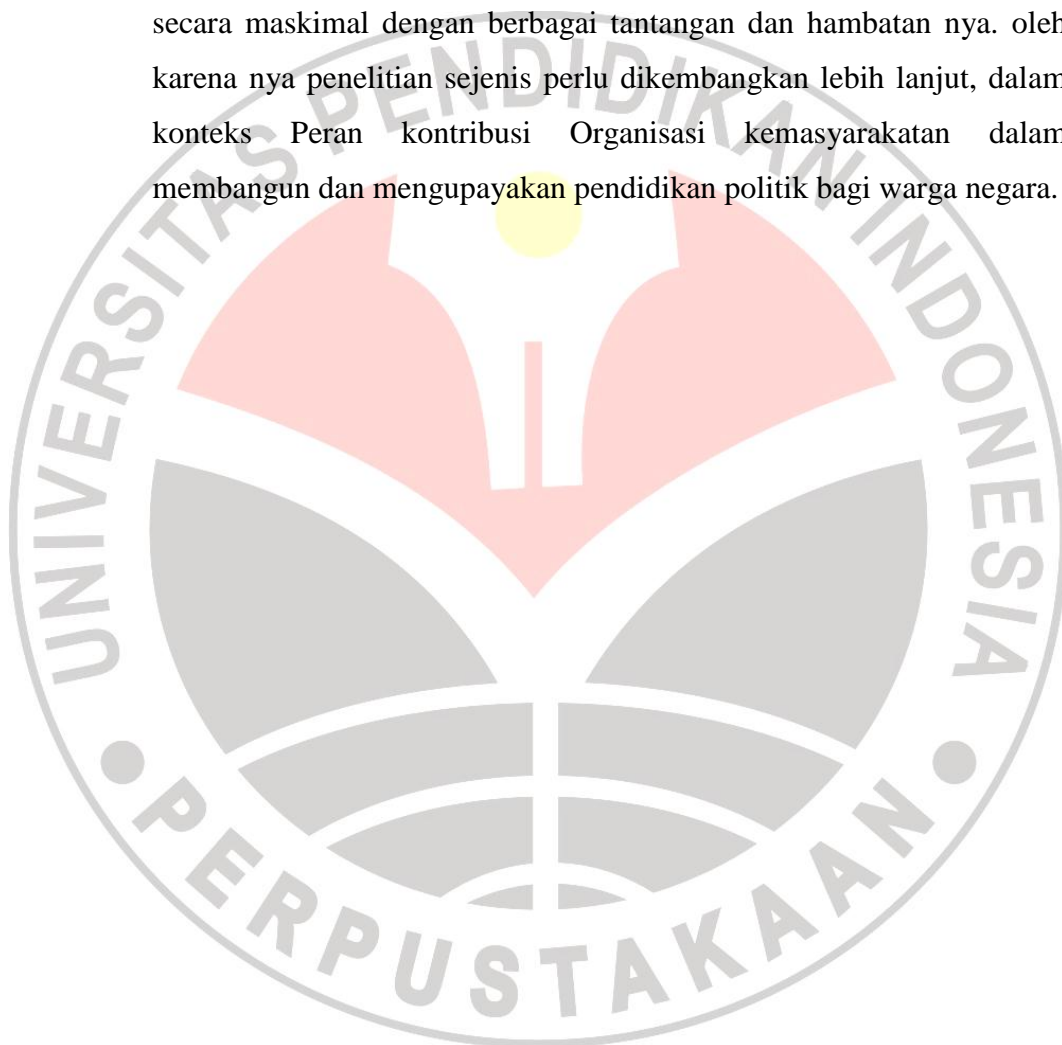 secara maskimal dengan berbagai tantangan dan hambatan nya. oleh
karena nya penelitian sejenis perlu dikembangkan lebih lanjut, dalam
konteks Peran kontribusi Organisasi kemasyarakatan dalam
membangun dan mengupayakan pendidikan politik bagi warga negara.
UNIVERSITAS PENDIDIKAN INDONESIA
PERPUSTAKAAN